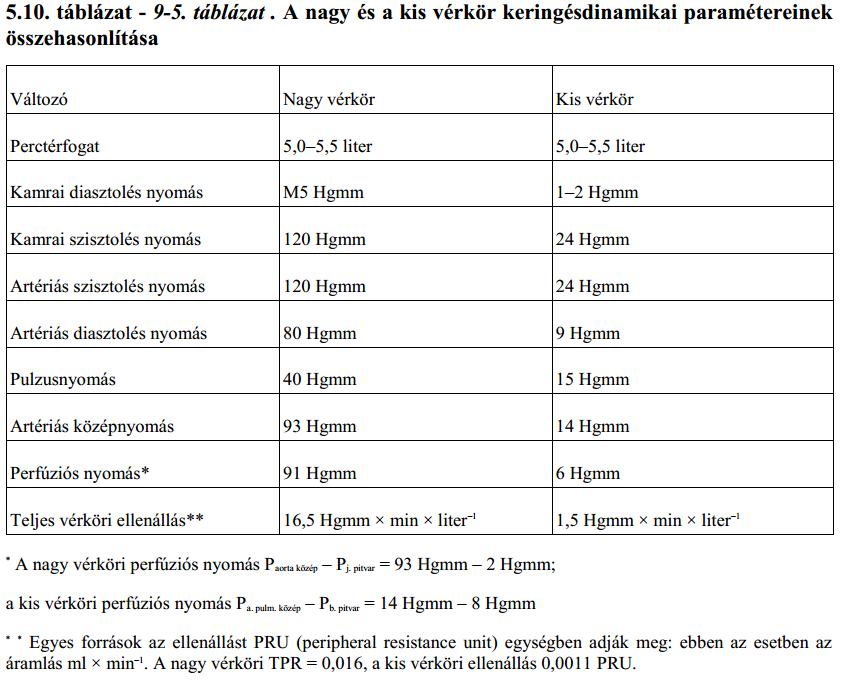 5.10. táblázat - 9-5. táblázat . A nagy és a kis vérkör keringésdinamikai paramétereinek
összehasonlítása
Változó Nagy vérkör Kis vérkör
Perctérfogat 5,0–5,5 liter 5,0–5,5 liter
Kamrai diasztolés nyomás M5 Hgmm 1–2 Hgmm
Kamrai szisztolés nyomás 120 Hgmm 24 Hgmm
Artériás szisztolés nyomás 120 Hgmm 24 Hgmm
Artériás diasztolés nyomás 80 Hgmm 9 Hgmm
Pulzusnyomás 40 Hgmm 15 Hgmm
Artériás középnyomás 93 Hgmm 14 Hgmm
Perfúziós nyomás* 91 Hgmm 6 Hgmm
Teljes vérköri ellenállás** 16,5 Hgmm × min × liter⁻¹ 1,5 Hgmm × min × liter⁻¹
* A nagy vérköri perfúziós nyomás Paorta közép – Pj. pitvar = 93 Hgmm – 2 Hgmm;
a kis vérköri perfúziós nyomás Pa. pulm. közép – Pb. pitvar = 14 Hgmm – 8 Hgmm
* * Egyes források az ellenállást PRU (peripheral resistance unit) egységben adják meg: ebben az esetben az
áramlás ml × min⁻¹. A nagy vérköri TPR = 0,016, a kis vérköri ellenállás 0,0011 PRU.